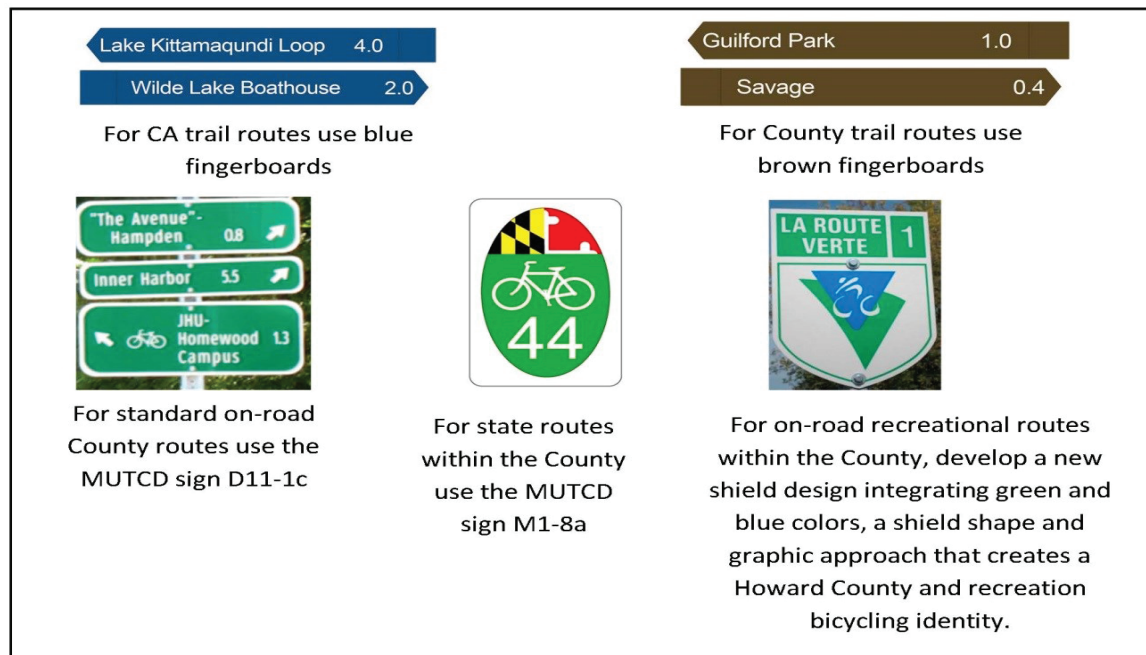 Lake Kittamaqundi Loop 4.0
Wilde Lake Boathouse 2.0
For CA trail routes use blue
fingerboards
Guilford Park 1.0
Savage 0.4
For County trail routes use
brown fingerboards
"The Avenue"-
Hampden 0.8
Inner Harbor 5.5
JHU-
Homewood 1.3
Campus
For standard on-road
County routes use the
MUTCD sign D11-1c
44
For state routes
within the County
use the MUTCD
sign M1-8a
LA ROUTE
VERTE 1
For on-road recreational routes
within the County, develop a new
shield design integrating green and
blue colors, a shield shape and
graphic approach that creates a
Howard County and recreation
bicycling identity.